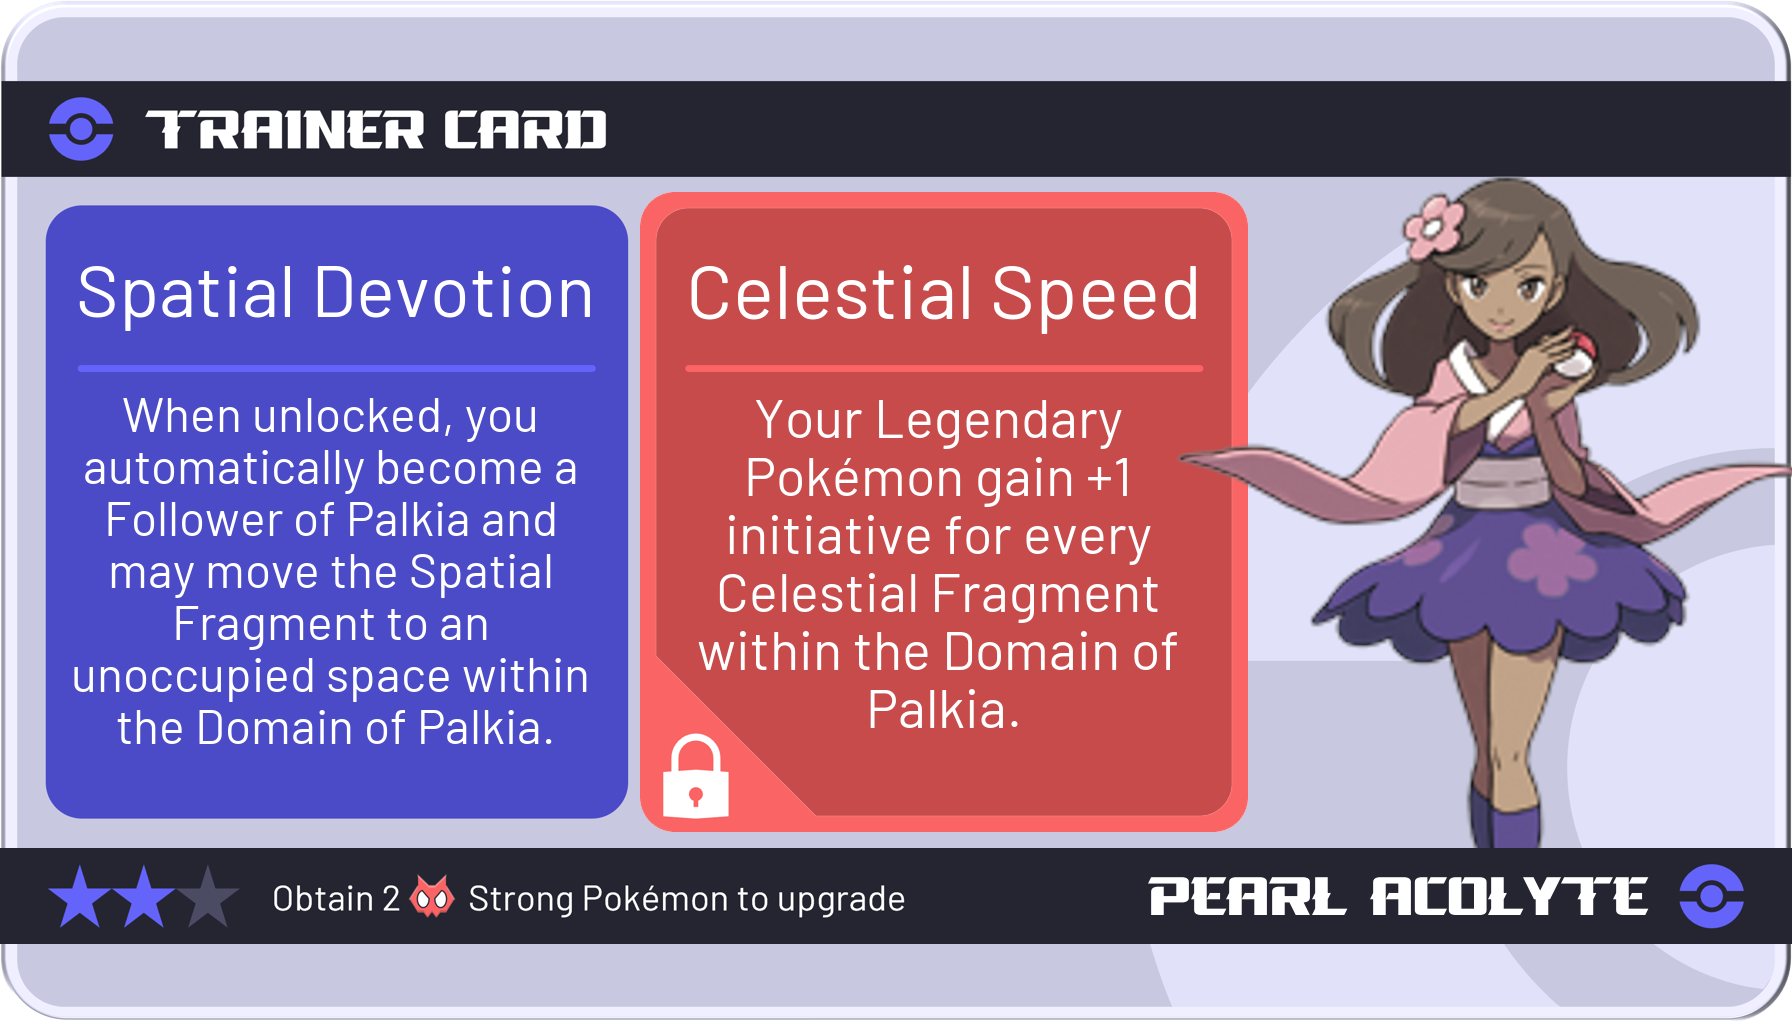 TRAINER CARD
Spatial Devotion
When unlocked, you
automatically become a
Follower of Palkia and
may move the Spatial
Fragment to an
unoccupied space within
the Domain of Palkia.
Celestial Speed
Your Legendary
Pokémon gain +1
initiative for every
Celestial Fragment
within the Domain of
Palkia.
Obtain 2 Strong Pokémon to upgrade
PEARL ACOLYTE